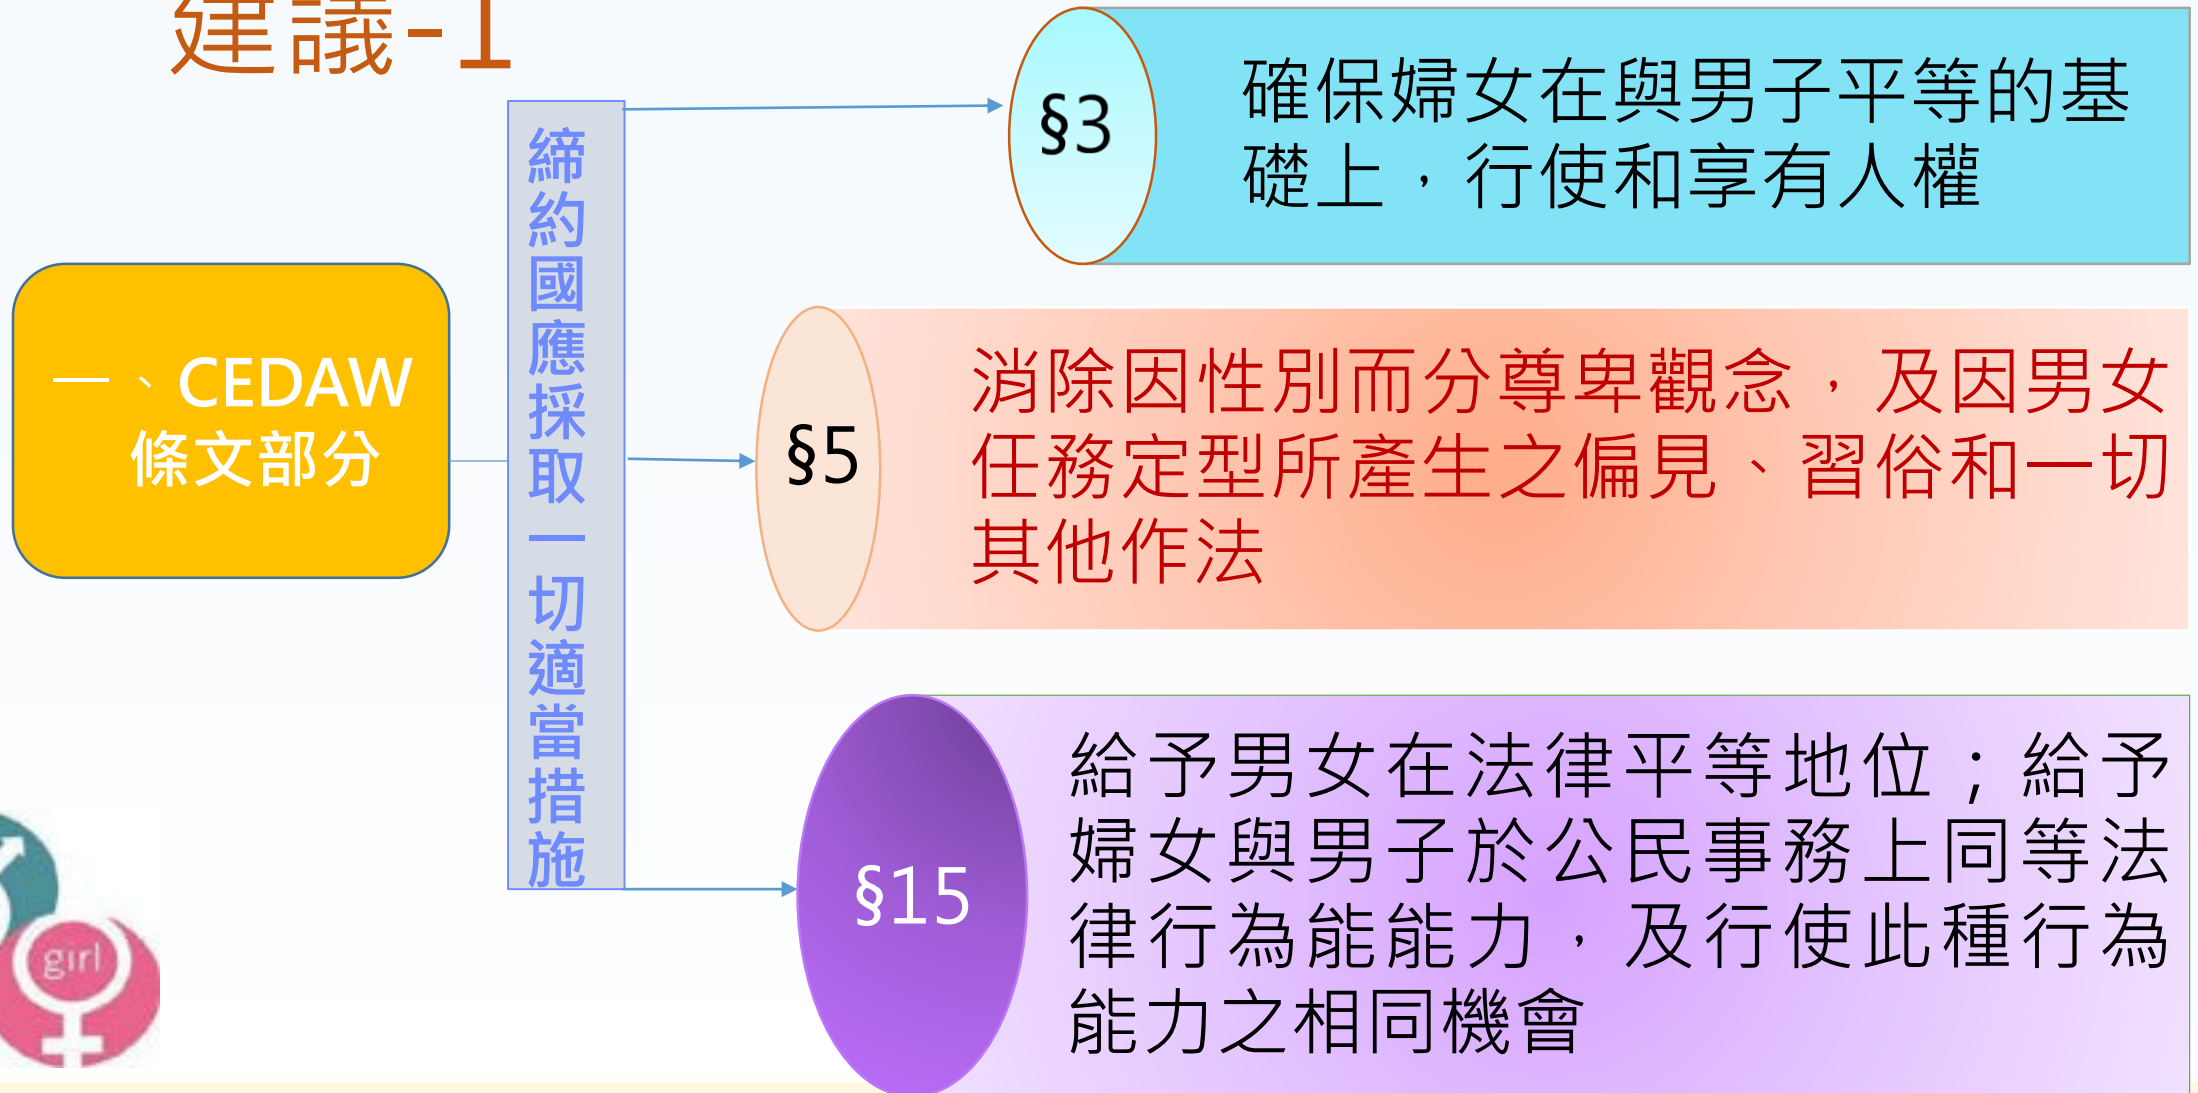 建議-1
一、CEDAW
條文部分
締約國應採取一切適當措施
§3
確保婦女在與男子平等的基
礎上，行使和享有人權
§5
消除因性別而分尊卑觀念，及因男女
任務定型所產生之偏見、習俗和一切
其他作法
§15
給予男女在法律平等地位；給予
婦女與男子於公民事務上同等法
律行為能能力，及行使此種行為
能力之相同機會
girl